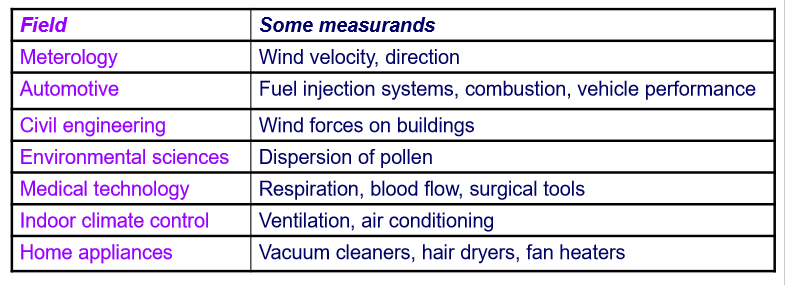 Field Some measurands
Meterology Wind velocity, direction
Automotive Fuel injection systems, combustion, vehicle performance
Civil engineering Wind forces on buildings
Environmental sciences Dispersion of pollen
Medical technology Respiration, blood flow, surgical tools
Indoor climate control Ventilation, air conditioning
Home appliances Vacuum cleaners, hair dryers, fan heaters